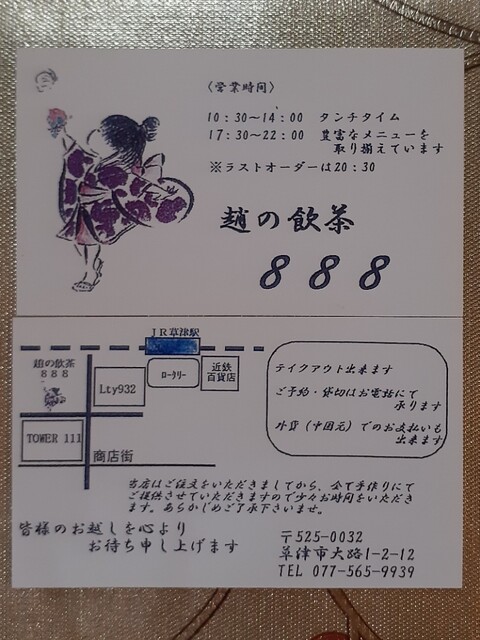 〈営業時間〉
10:30～14:00 タンチタイム
17:30～22:00 豊富なメニューを
取り揃えています
※ラストオーダーは20:30
趙の飲茶
888
JR草津駅
趙の飲茶
888
Lty932
ロータリー
近鉄
百貨店
TOWER 111
商店街
テイクアウト出来ます
ご予約・貸切はお電話にて
承ります
外貨(中国元)でのお支払いも
出来ます
当店はご注文をいただきましてから、全て手作りにて
ご提供させていただきますので少々お時間をいただき
ます。あらかじめご了承下さいませ。
皆様のお越しを心より
お待ち申し上げます
〒525-0032
草津市大路1-2-12
TEL 077-565-9939